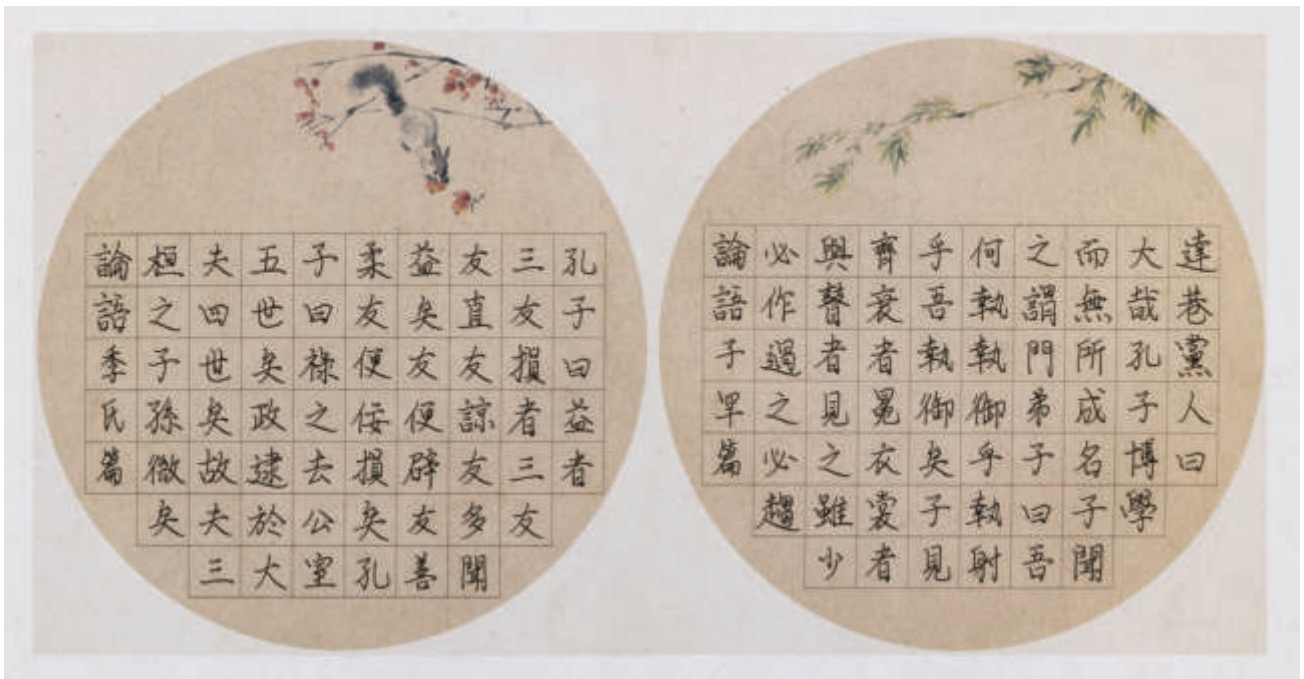 達巷黨人曰
大哉孔子博學
而無所成名子聞
之謂門弟子曰吾
何執執御乎執射
乎吾執御矣子見
齊衰者冕衣裳者
與瞽者見之雖少
必作過之必趨
論語子罕篇
孔子曰益者
三友損者三友
友直友諒友多聞
益矣友便辟友善
柔友便佞損矣孔
子曰祿之去公室
五世矣政逮於大
夫四世矣故夫三
桓之子孫微矣
論語季氏篇